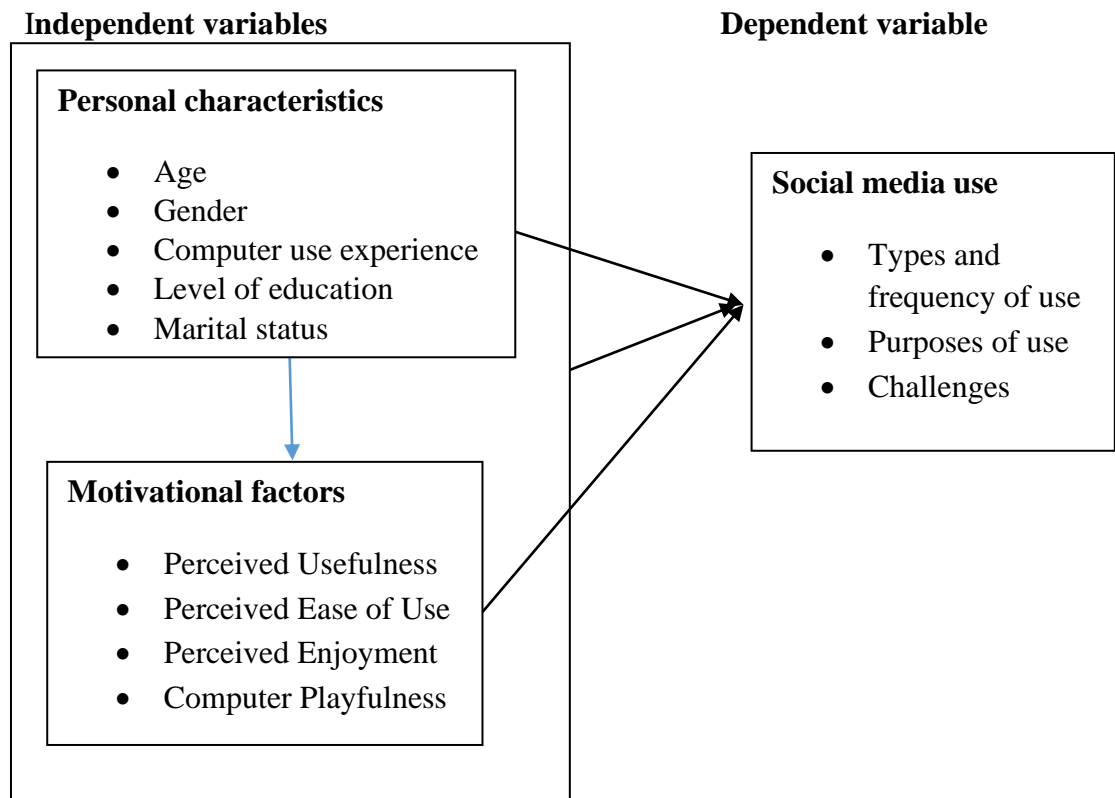 Independent variables
Dependent variable
Personal characteristics
• Age
• Gender
• Computer use experience
• Level of education
• Marital status
Social media use
• Types and
frequency of use
• Purposes of use
• Challenges
Motivational factors
• Perceived Usefulness
• Perceived Ease of Use
• Perceived Enjoyment
• Computer Playfulness